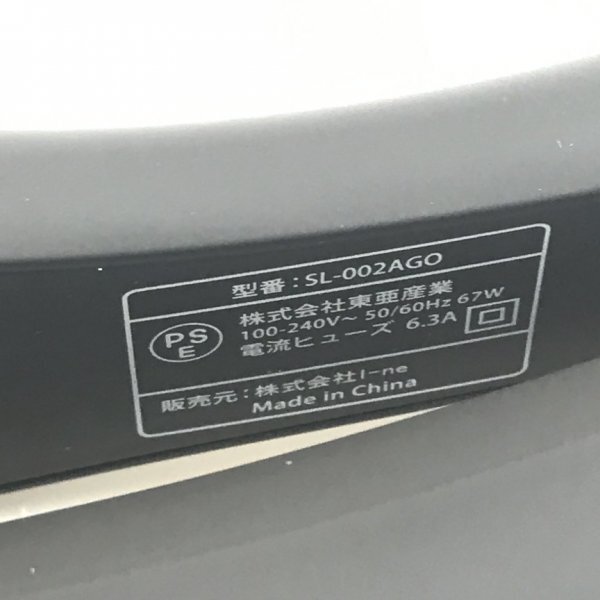 型番：SL-002AGO
PS
E
株式会社東亜産業
100-240V～ 50/60Hz 67W
電流ヒューズ 6.3A
販売元：株式会社I-ne
Made in China